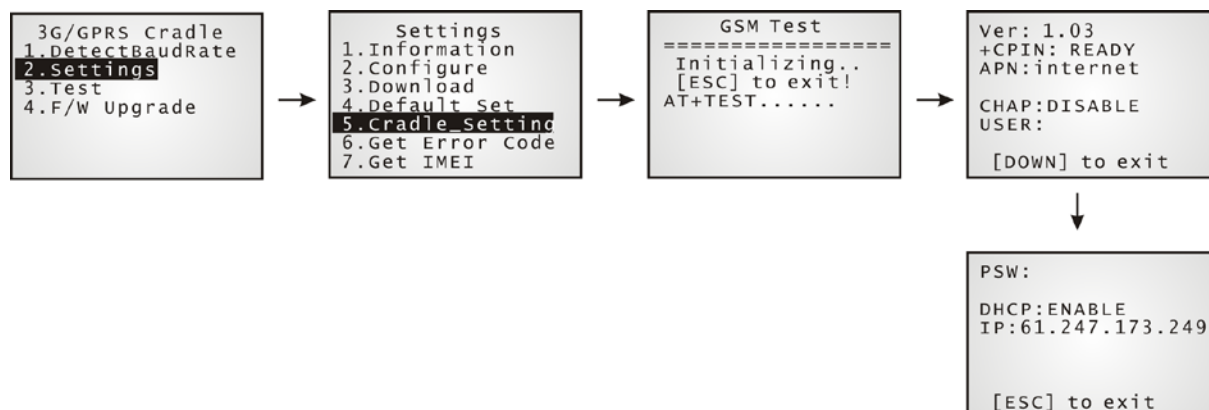 3G/GPRS Cradle
1.DetectBaudRate
2.Settings
3.Test
4.F/W Upgrade
Settings
1.Information
2.Configure
3.Download
4.Default Set
5.Cradle_Setting
6.Get Error Code
7.Get IMEI
GSM Test
=================
Initializing..
[ESC] to exit!
AT+TEST......
Ver: 1.03
+CPIN: READY
APN:internet
CHAP:DISABLE
USER:
[DOWN] to exit
PSW:
DHCP:ENABLE
IP:61.247.173.249
[ESC] to exit